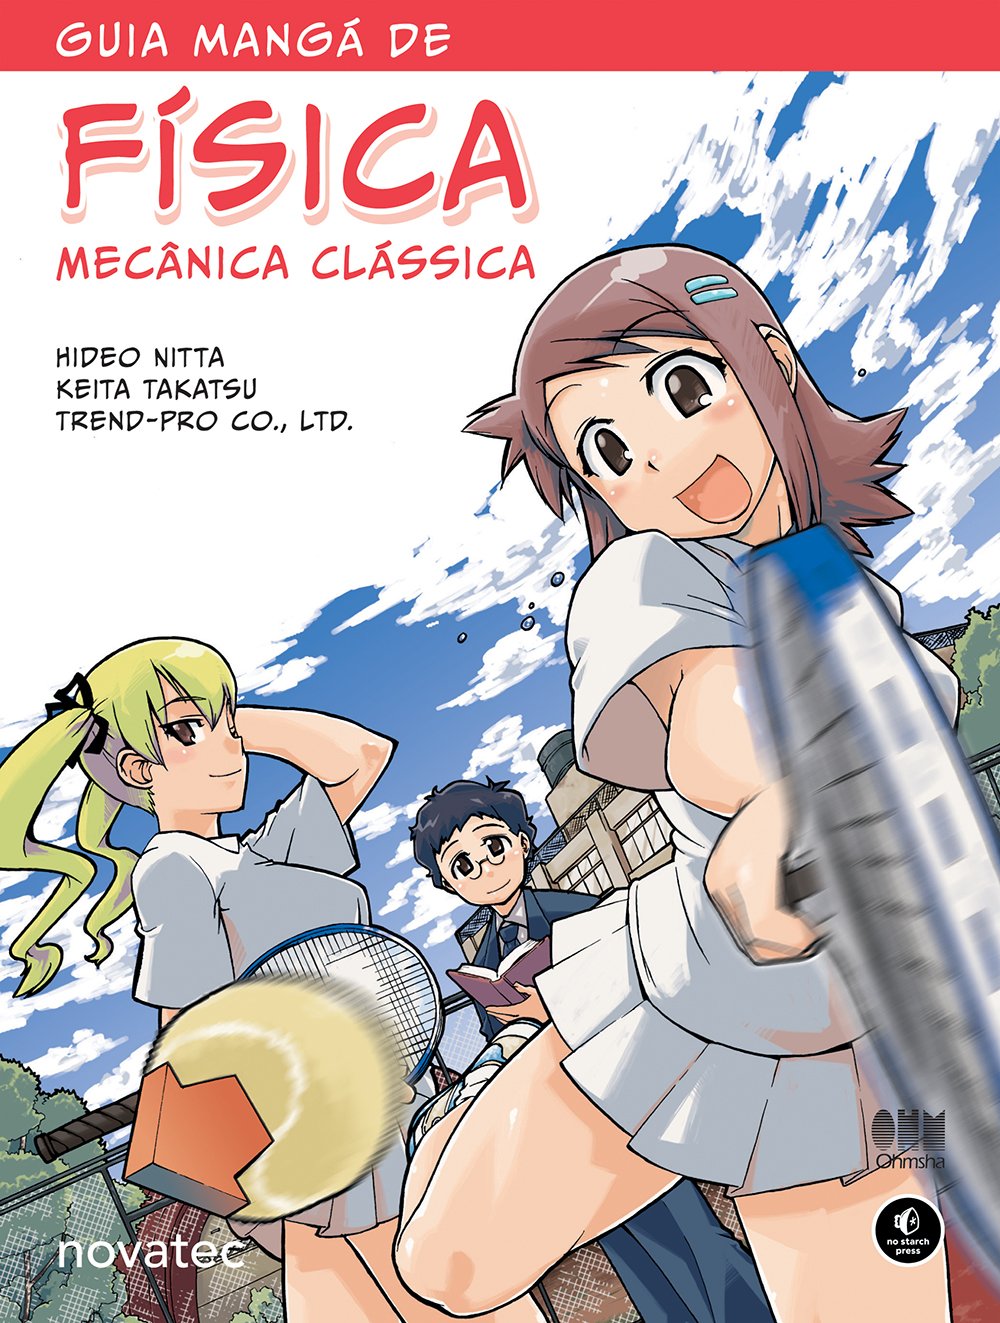 GUIA MANGÁ DE
FÍSICA
MECÂNICA CLÁSSICA
HIDEO NITTA
KEITA TAKATSU
TREND-PRO CO., LTD.
OHM
Ohmsha
no starch
press
novatec